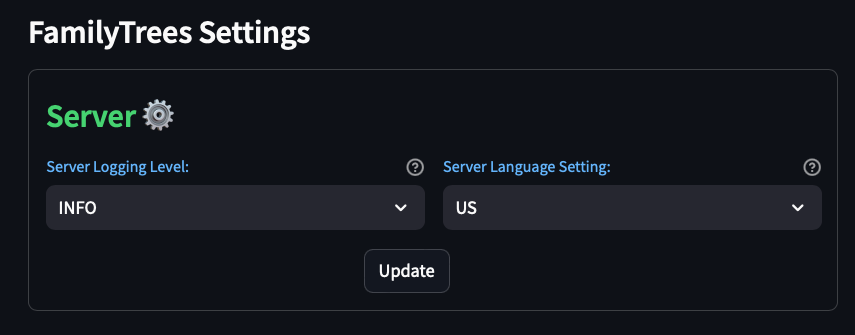 FamilyTrees Settings
Server ⚙️
Server Logging Level:
Server Language Setting:
INFO
US
Update